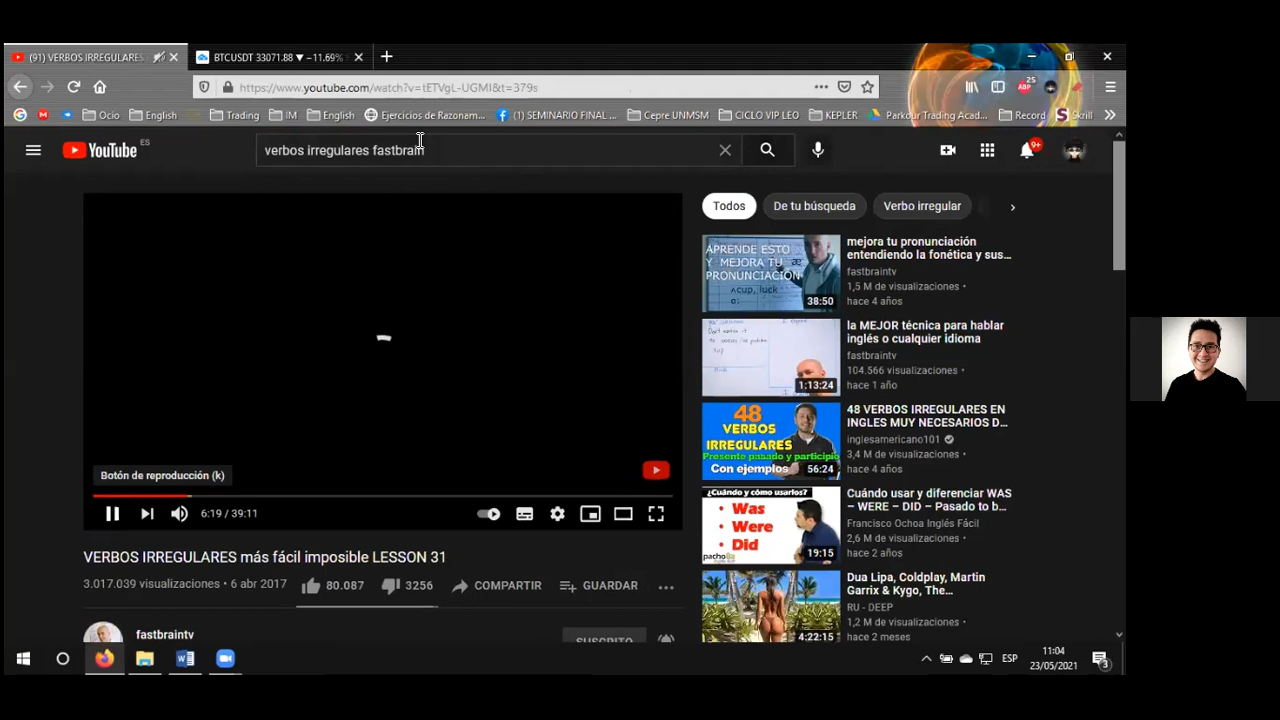 (91) VERBOS IRREGULARES
BTCUSDT 33071.88 ▼ −11.69%
https://www.youtube.com/watch?v=tETVgL-UGMI&t=379s
25
ABP
Ocio
English
Trading
IM
English
Ejercicios de Razonam...
(1) SEMINARIO FINAL ...
Cepre UNMSM
CICLO VIP LEO
KEPLER
Parkour Trading Acad...
Record
Skrill
YouTube ES
verbos irregulares fastbrain
9+
Todos
De tu búsqueda
Verbo irregular
APRENDE ESTO
Y MEJORA TU
PRONUNCIACIÓN
ʌcup, luck
38:50
mejora tu pronunciación
entendiendo la fonética y sus...
fastbraintv
1,5 M de visualizaciones •
hace 4 años
1:13:24
la MEJOR técnica para hablar
inglés o cualquier idioma
fastbraintv
104.566 visualizaciones •
hace 1 año
48
VERBOS
IRREGULARES
Presente pasado y participio
Con ejemplos
56:24
48 VERBOS IRREGULARES EN
INGLES MUY NECESARIOS D...
inglesamericano101
3,4 M de visualizaciones •
hace 4 años
¿Cuándo y cómo usarlos?
• Was
• Were
• Did
19:15
Cuándo usar y diferenciar WAS
– WERE – DID – Pasado to b...
Francisco Ochoa Inglés Fácil
2,6 M de visualizaciones •
hace 2 años
4:22:15
Dua Lipa, Coldplay, Martin
Garrix & Kygo, The...
RU - DEEP
1,2 M de visualizaciones •
hace 2 meses
Botón de reproducción (k)
6:19 / 39:11
VERBOS IRREGULARES más fácil imposible LESSON 31
3.017.039 visualizaciones • 6 abr 2017
80.087
3256
COMPARTIR
GUARDAR
fastbraintv
SUSCRITO
ESP
11:04
23/05/2021
3